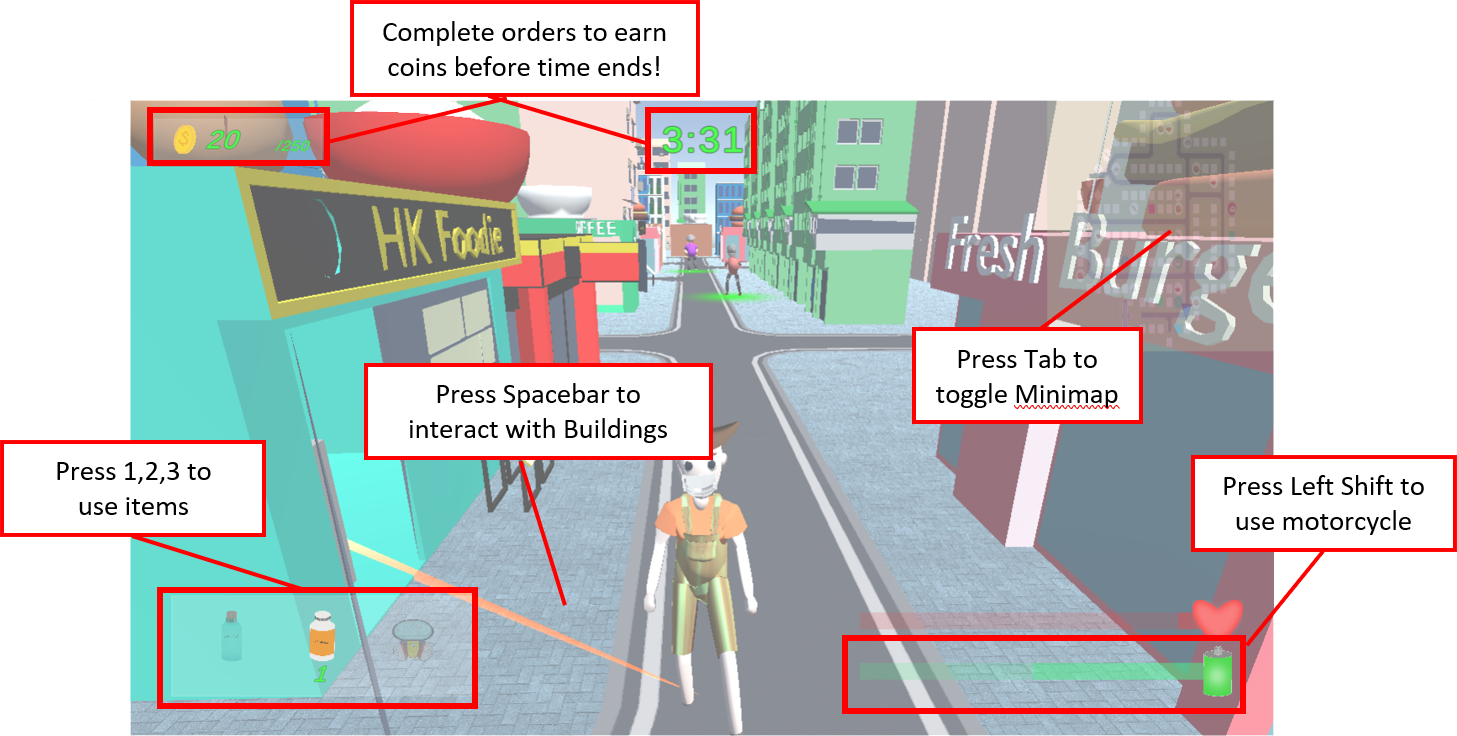 Complete orders to earn
coins before time ends!
20
/250
3:31
HK Foodie
FFEE
Fresh Burge
Press Tab to
toggle Minimap
Press Spacebar to
interact with Buildings
Press 1,2,3 to
use items
Press Left Shift to
use motorcycle
1